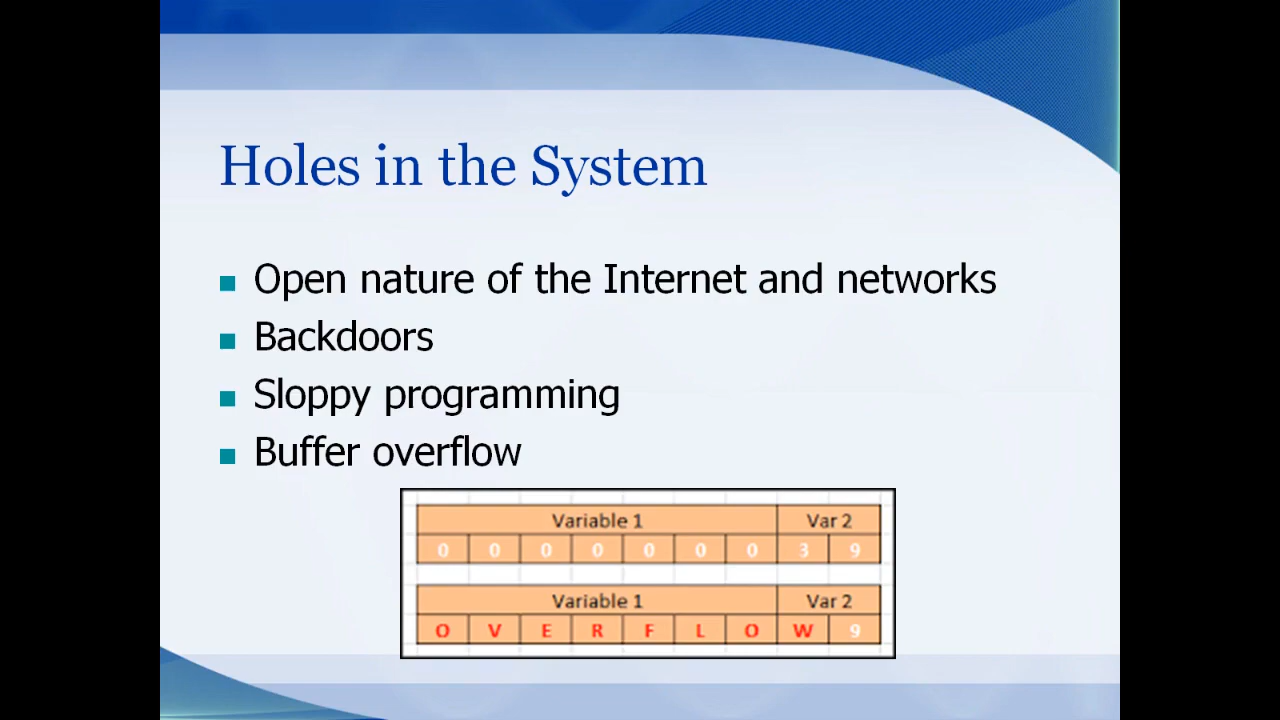 Holes in the System
Open nature of the Internet and networks
Backdoors
Sloppy programming
Buffer overflow
Variable 1 Var 2
0 0 0 0 0 0 0 3 9
Variable 1 Var 2
O V E R F L O W 9